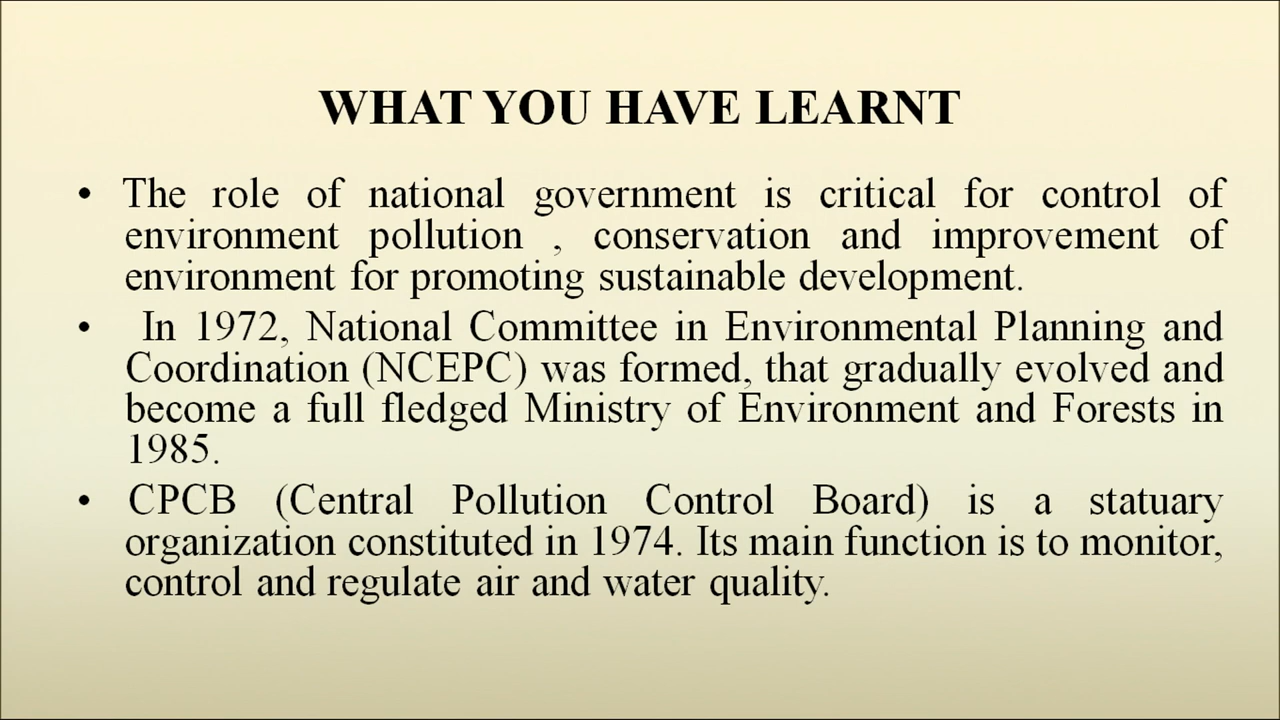 WHAT YOU HAVE LEARNT
• The role of national government is critical for control of
environment pollution , conservation and improvement of
environment for promoting sustainable development.
• In 1972, National Committee in Environmental Planning and
Coordination (NCEPC) was formed, that gradually evolved and
become a full fledged Ministry of Environment and Forests in
1985.
• CPCB (Central Pollution Control Board) is a statuary
organization constituted in 1974. Its main function is to monitor,
control and regulate air and water quality.